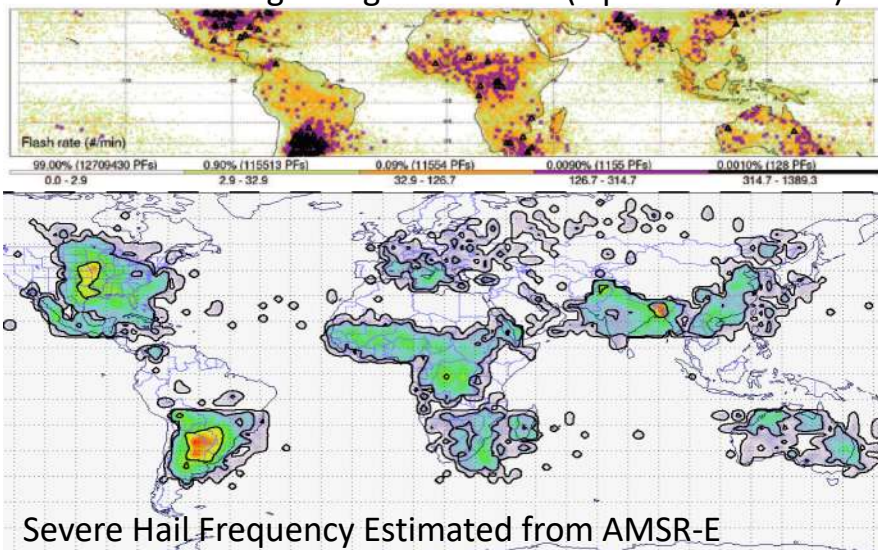 Flash rate (#/min)
99.00% (12709430 PFs) 0.90% (115513 PFs) 0.09% (11554 PFs) 0.0090% (1155 PFs) 0.0010% (128 PFs)
0.0 - 2.9 2.9 - 32.9 32.9 - 126.7 126.7 - 314.7 314.7 - 1389.3
Severe Hail Frequency Estimated from AMSR-E